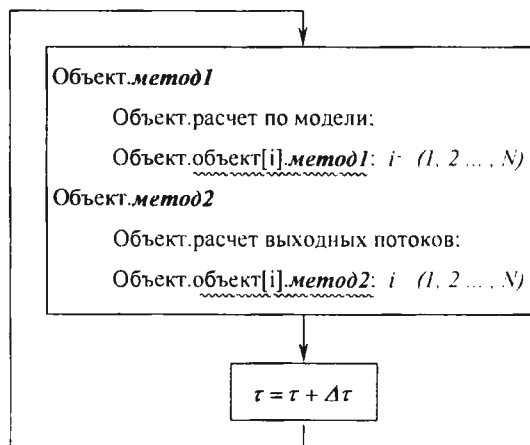 Объект.метод1
Объект.расчет по модели;
Объект.объект[i].метод1: i- (1, 2 ... , N)
Объект.метод2
Объект.расчет выходных потоков;
Объект.объект[i].метод2: i (1, 2 ... , N)
τ = τ + Δτ